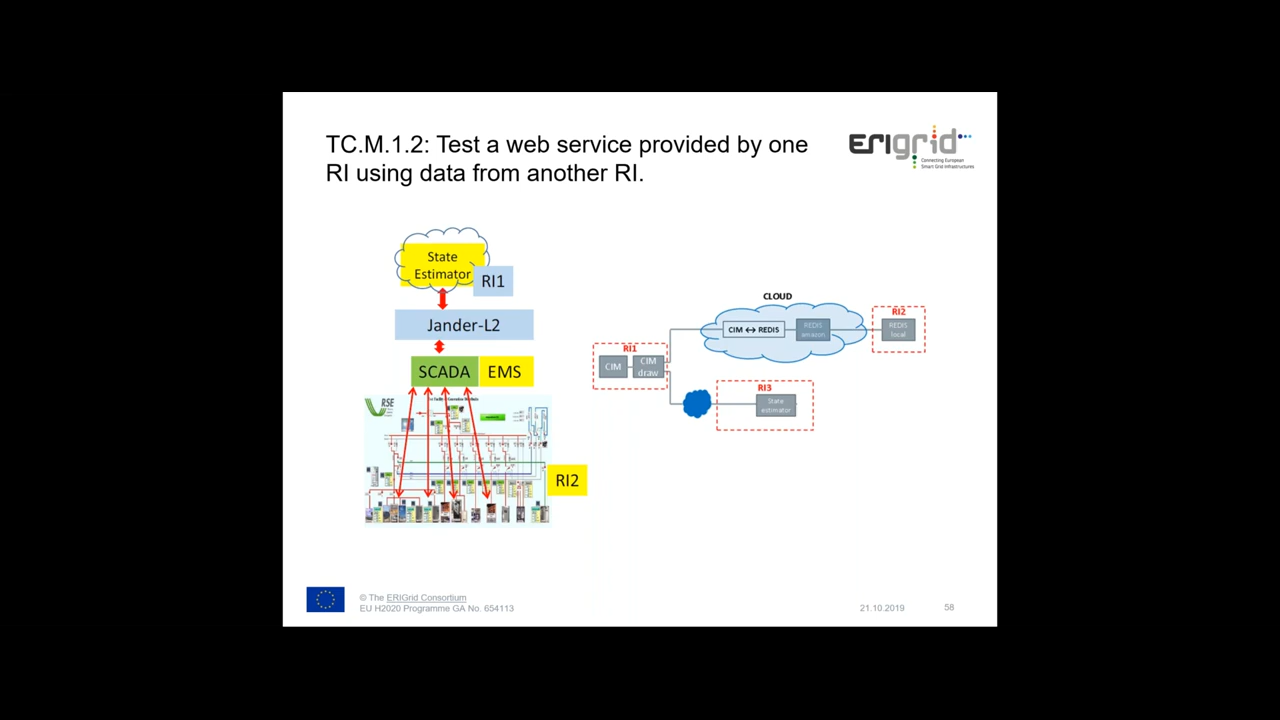 TC.M.1.2: Test a web service provided by one
RI using data from another RI.
ERIGrid
Connecting European
Smart Grid Infrastructures
State
Estimator
RI1
Jander-L2
SCADA
EMS
RSE
RI2
CLOUD
CIM ↔ REDIS
REDIS
amazon
RI2
REDIS
local
RI1
CIM
CIM
draw
RI3
State
estimator
© The ERIGrid Consortium
EU H2020 Programme GA No. 654113
21.10.2019
58